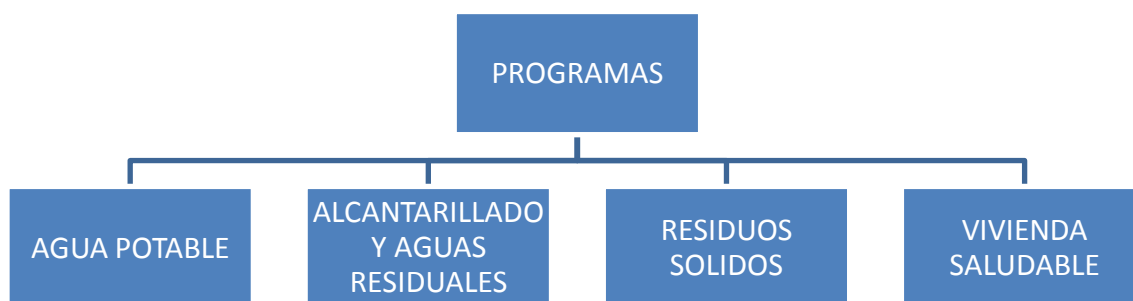 PROGRAMAS
AGUA POTABLE
ALCANTARILLADO
Y AGUAS
RESIDUALES
RESIDUOS
SOLIDOS
VIVIENDA
SALUDABLE